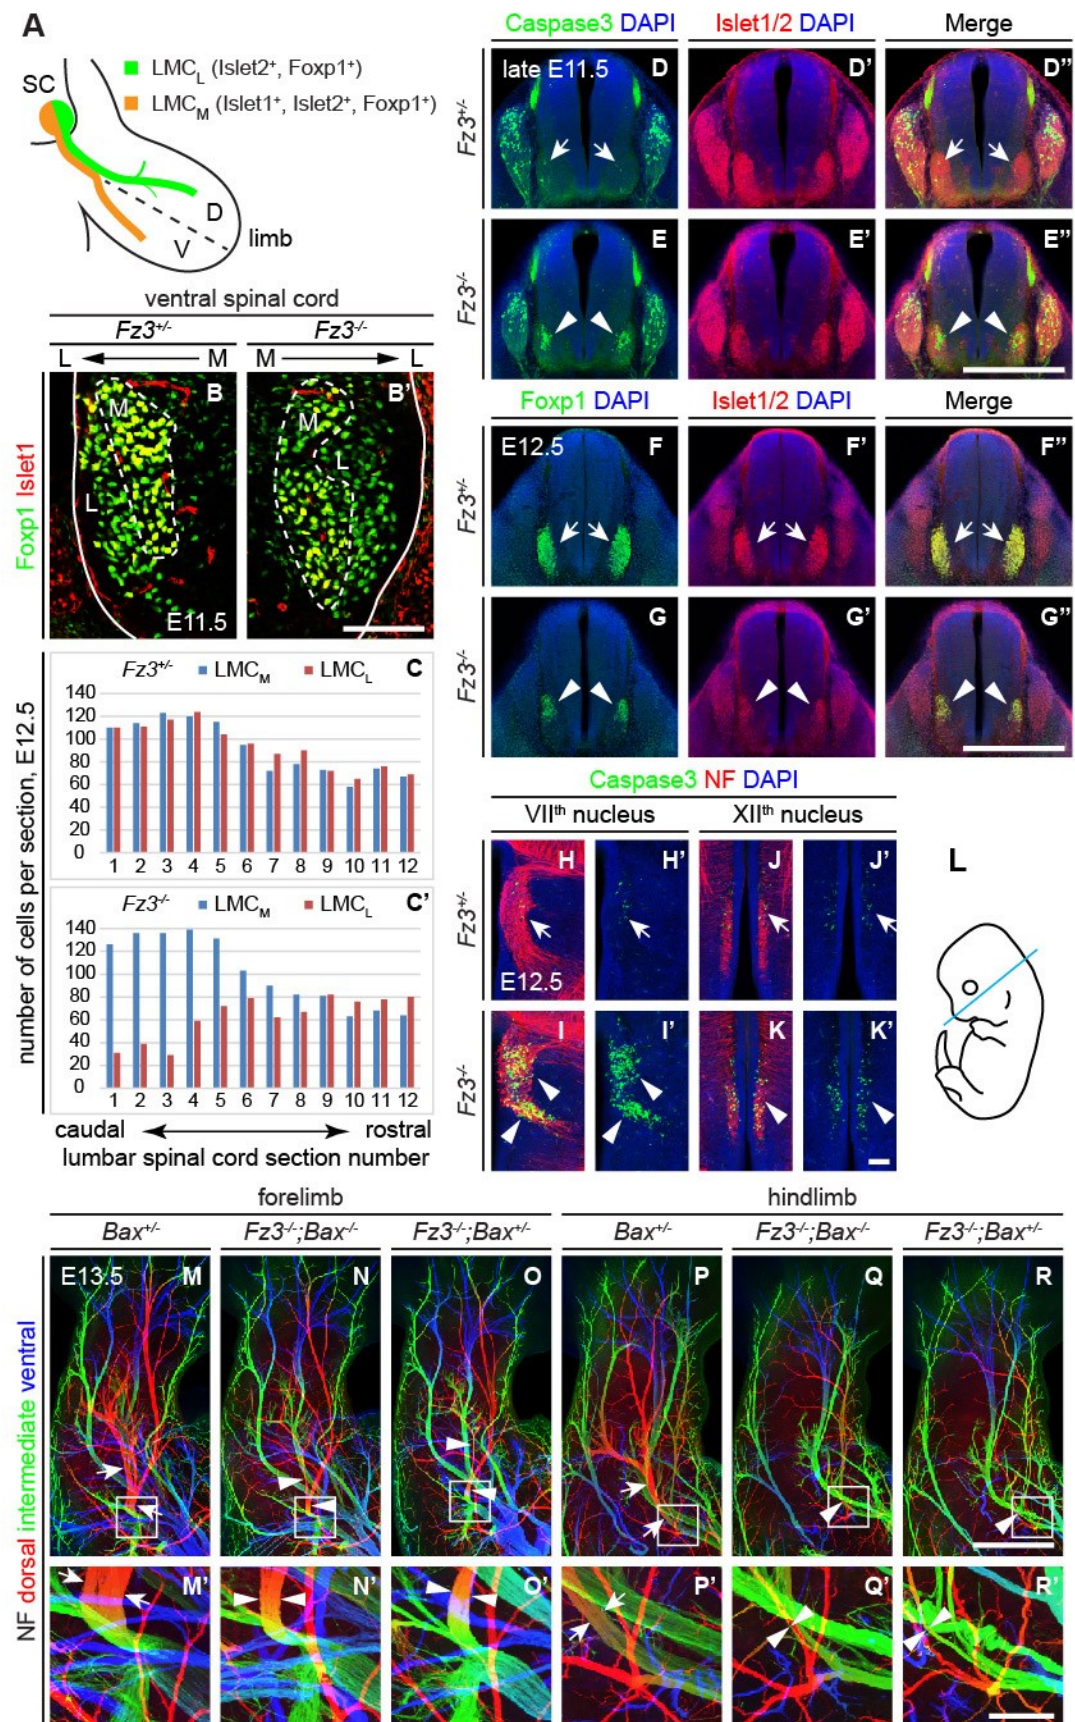 A
SC
LMCL (Islet2+, Foxp1+)
LMCM (Islet1+, Islet2+, Foxp1+)
D
V
limb
ventral spinal cord
Fz3+/- Fz3-/-
L M M L
Foxp1 Islet1
B
M
L
E11.5
B'
M
L
number of cells per section, E12.5
Fz3+/- LMCM LMCL C
140
120
100
80
60
40
20
0
1 2 3 4 5 6 7 8 9 10 11 12
Fz3-/- LMCM LMCL C'
140
120
100
80
60
40
20
0
1 2 3 4 5 6 7 8 9 10 11 12
caudal rostral
lumbar spinal cord section number
Caspase3 DAPI Islet1/2 DAPI Merge
Fz3+/-
late E11.5 D D' D"
Fz3-/-
E E' E"
Foxp1 DAPI Islet1/2 DAPI Merge
Fz3+/-
E12.5 F F' F"
Fz3-/-
G G' G"
Caspase3 NF DAPI
VIIth nucleus XIIth nucleus
Fz3+/-
H H' J J'
E12.5
Fz3-/-
I I' K K'
L
forelimb hindlimb
Bax+/- Fz3-/-;Bax-/- Fz3-/-;Bax+/- Bax+/- Fz3-/-;Bax-/- Fz3-/-;Bax+/-
NF dorsal intermediate ventral
E13.5 M N O P Q R
M' N' O' P' Q' R'